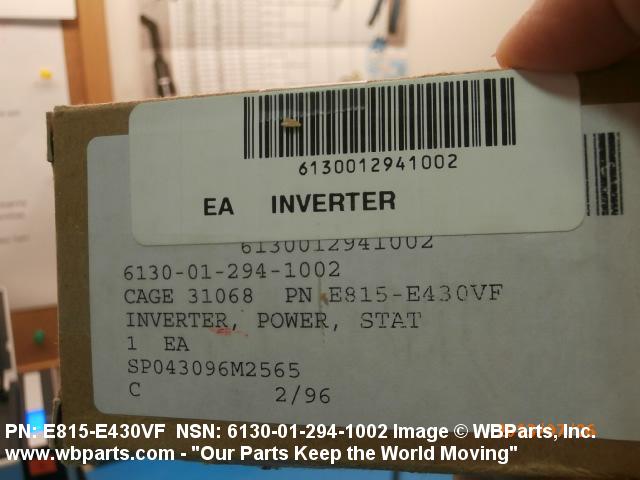 6130012941002
EA INVERTER
6130012941002
6130-01-294-1002
CAGE 31068 PN E815-E430VF
INVERTER, POWER, STAT
1 EA
SP043096M2565
C 2/96
PN: E815-E430VF NSN: 6130-01-294-1002 Image © WBParts, Inc.
www.wbparts.com - "Our Parts Keep the World Moving"